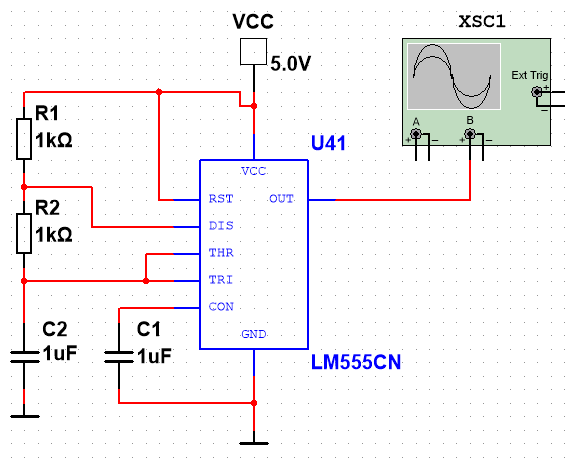 VCC
5.0V
XSC1
Ext Trig
+
−
A
B
+ − + −
R1
1kΩ
R2
1kΩ
U41
VCC
RST OUT
DIS
THR
TRI
CON
GND
LM555CN
C2
1uF
C1
1uF